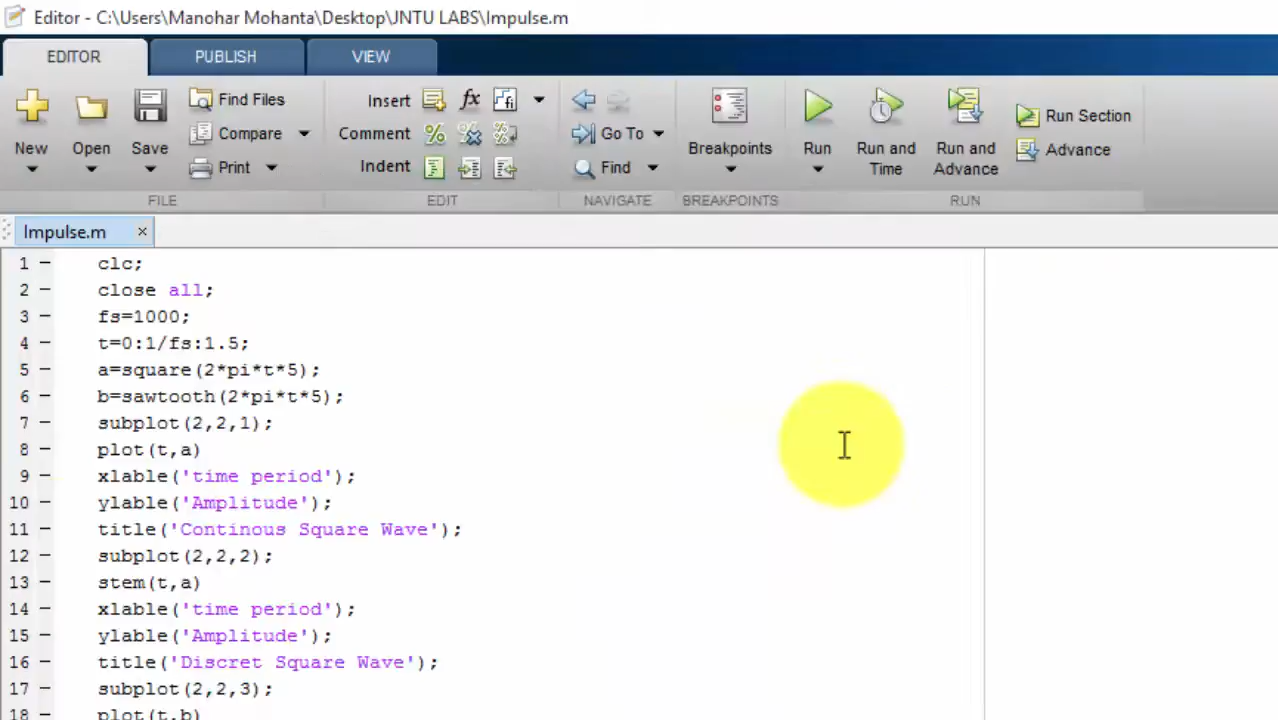 Editor - C:\Users\Manohar Mohanta\Desktop\JNTU LABS\Impulse.m
EDITOR PUBLISH VIEW
New Open Save Find Files Compare Print
Insert fx fi
Comment % % %
Indent
Go To
Find
Breakpoints
Run
Run and Time
Run and Advance
Run Section
Advance
FILE EDIT NAVIGATE BREAKPOINTS RUN
Impulse.m ×
1 - clc;
2 - close all;
3 - fs=1000;
4 - t=0:1/fs:1.5;
5 - a=square(2*pi*t*5);
6 - b=sawtooth(2*pi*t*5);
7 - subplot(2,2,1);
8 - plot(t,a)
9 - xlable('time period');
10 - ylable('Amplitude');
11 - title('Continous Square Wave');
12 - subplot(2,2,2);
13 - stem(t,a)
14 - xlable('time period');
15 - ylable('Amplitude');
16 - title('Discret Square Wave');
17 - subplot(2,2,3);
18 - plot(t,b)